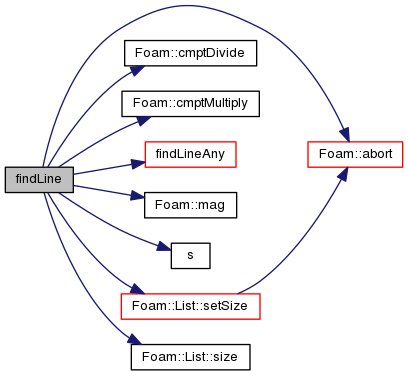 Foam::cmptDivide
Foam::cmptMultiply
findLineAny
Foam::abort
findLine
Foam::mag
s
Foam::List::setSize
Foam::List::size